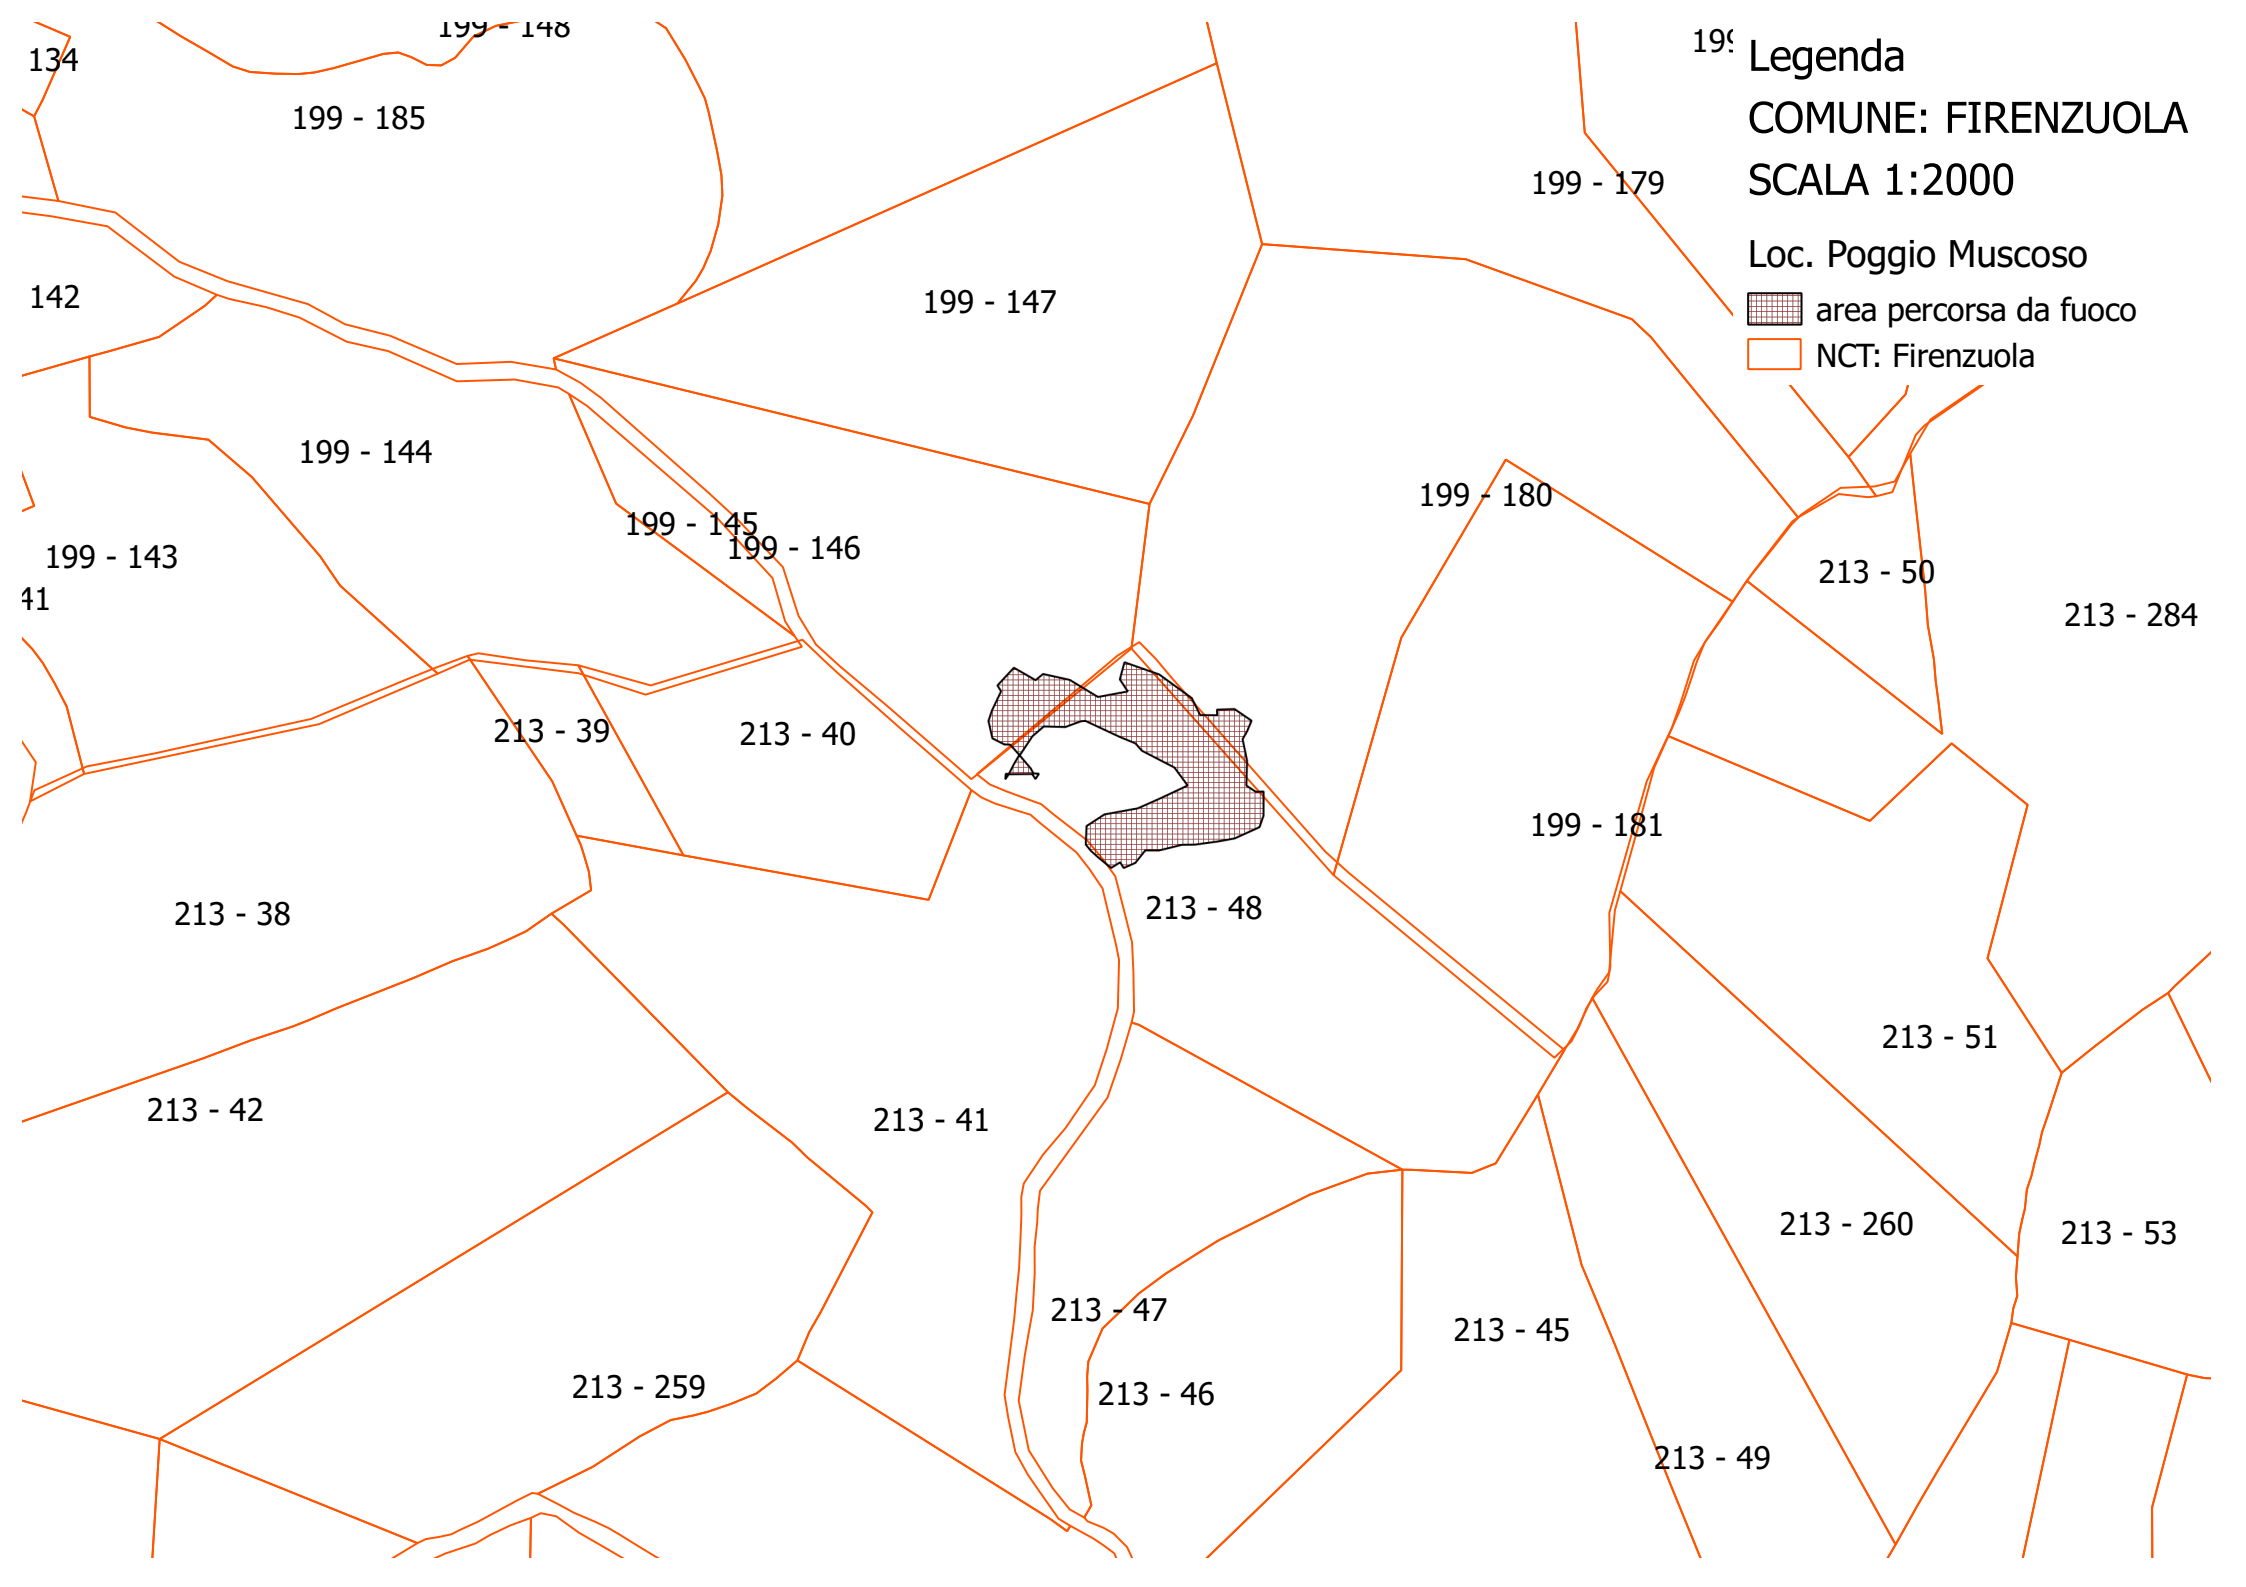 199 - 148
134
199 - 185
Legenda
COMUNE: FIRENZUOLA
SCALA 1:2000
Loc. Poggio Muscoso
area percorsa da fuoco
NCT: Firenzuola
199 - 179
142
199 - 147
199 - 144
199 - 180
199 - 145
199 - 146
199 - 143
213 - 50
41
213 - 284
213 - 39
213 - 40
199 - 181
213 - 38
213 - 48
213 - 51
213 - 42
213 - 41
213 - 260
213 - 53
213 - 47
213 - 45
213 - 259
213 - 46
213 - 49